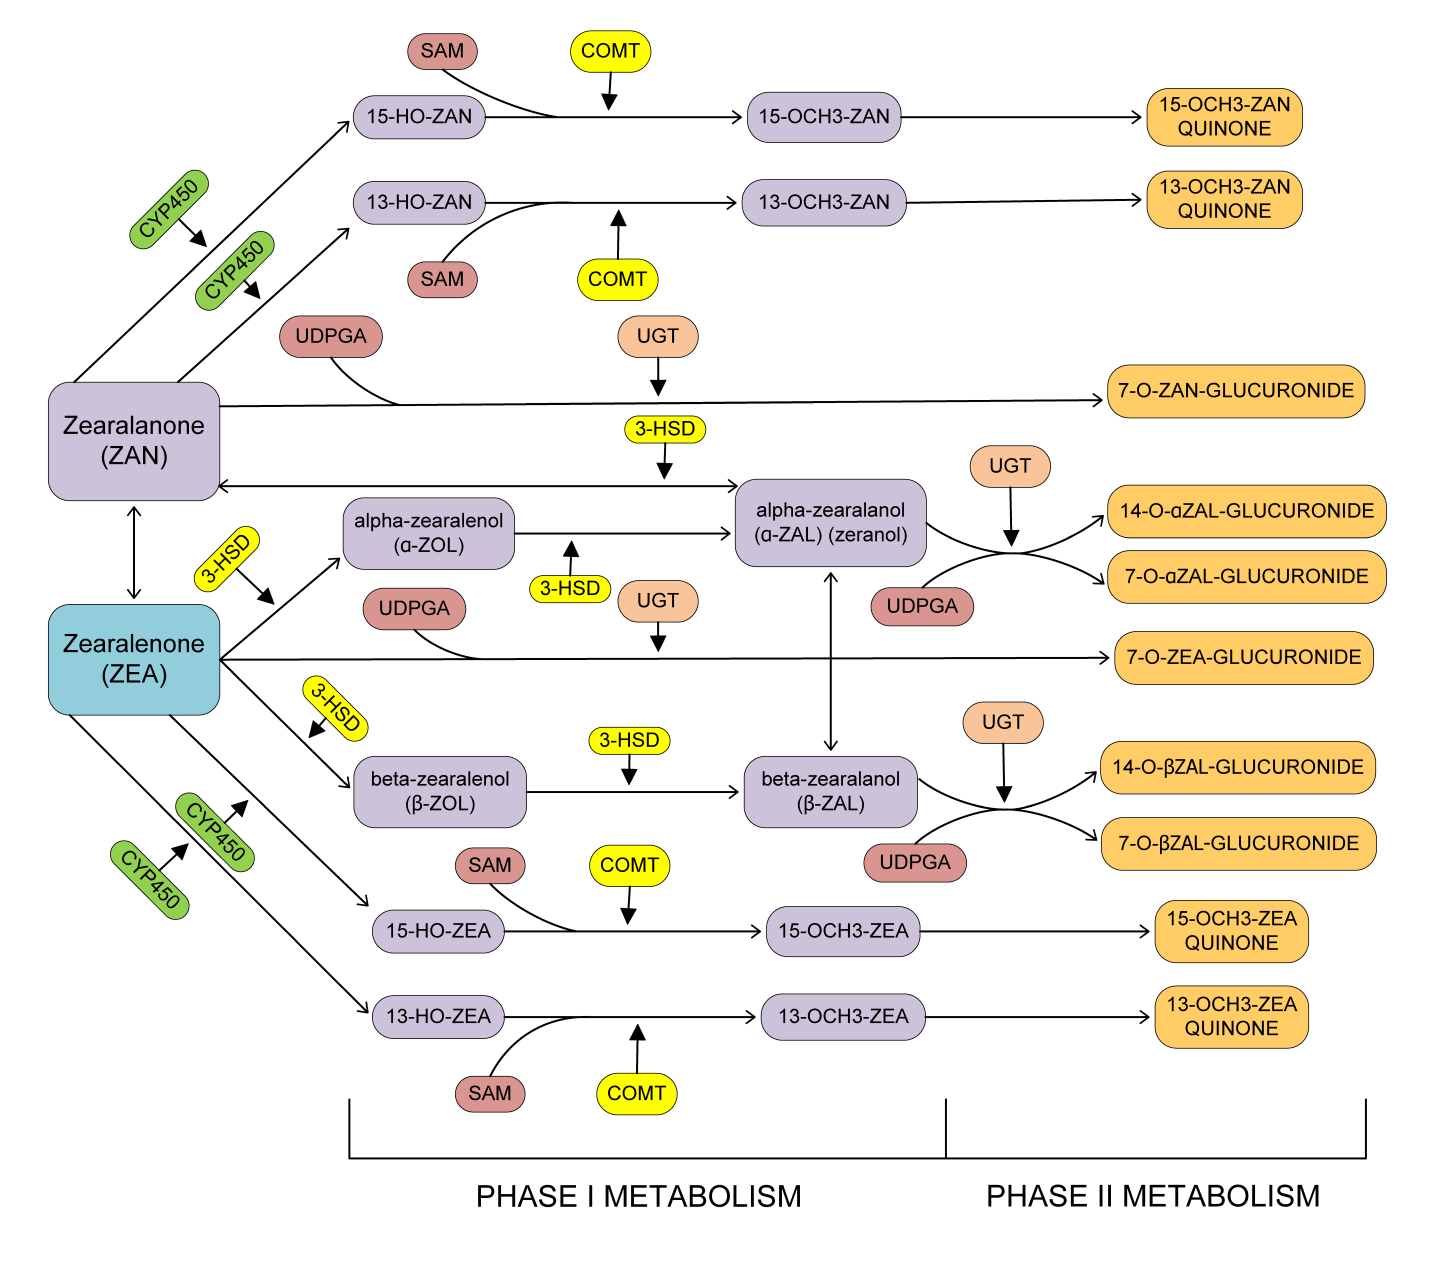 SAM
COMT
15-HO-ZAN
15-OCH3-ZAN
15-OCH3-ZAN
QUINONE
CYP450
13-HO-ZAN
13-OCH3-ZAN
13-OCH3-ZAN
QUINONE
CYP450
SAM
COMT
UDPGA
UGT
7-O-ZAN-GLUCURONIDE
Zearalanone
(ZAN)
3-HSD
UGT
alpha-zearalenol
(α-ZOL)
alpha-zearalanol
(α-ZAL) (zeranol)
14-O-αZAL-GLUCURONIDE
3-HSD
3-HSD
7-O-αZAL-GLUCURONIDE
UDPGA
UGT
UDPGA
Zearalenone
(ZEA)
7-O-ZEA-GLUCURONIDE
3-HSD
UGT
3-HSD
beta-zearalenol
(β-ZOL)
beta-zearalanol
(β-ZAL)
14-O-βZAL-GLUCURONIDE
CYP450
7-O-βZAL-GLUCURONIDE
CYP450
SAM
COMT
UDPGA
15-HO-ZEA
15-OCH3-ZEA
15-OCH3-ZEA
QUINONE
13-HO-ZEA
13-OCH3-ZEA
13-OCH3-ZEA
QUINONE
SAM
COMT
PHASE I METABOLISM
PHASE II METABOLISM